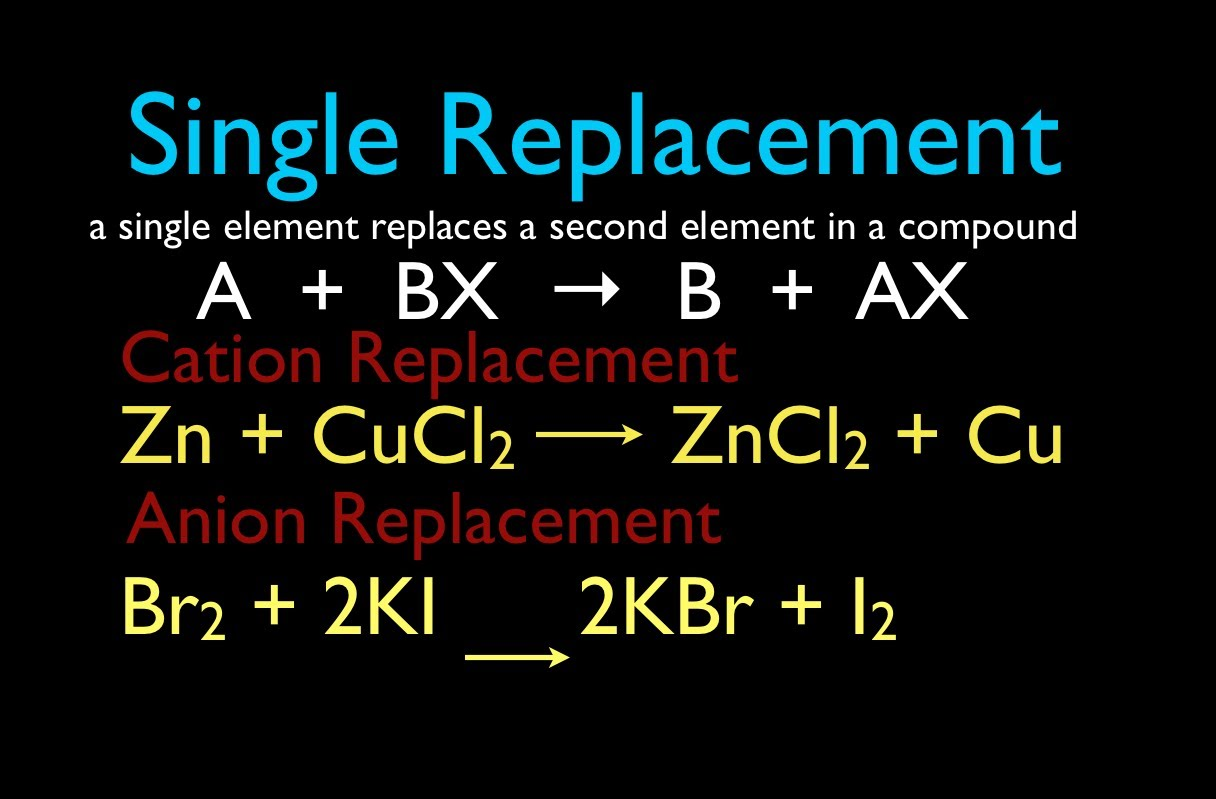 Single Replacement
a single element replaces a second element in a compound
A + BX → B + AX
Cation Replacement
Zn + CuCl₂ → ZnCl₂ + Cu
Anion Replacement
Br₂ + 2KI → 2KBr + I₂